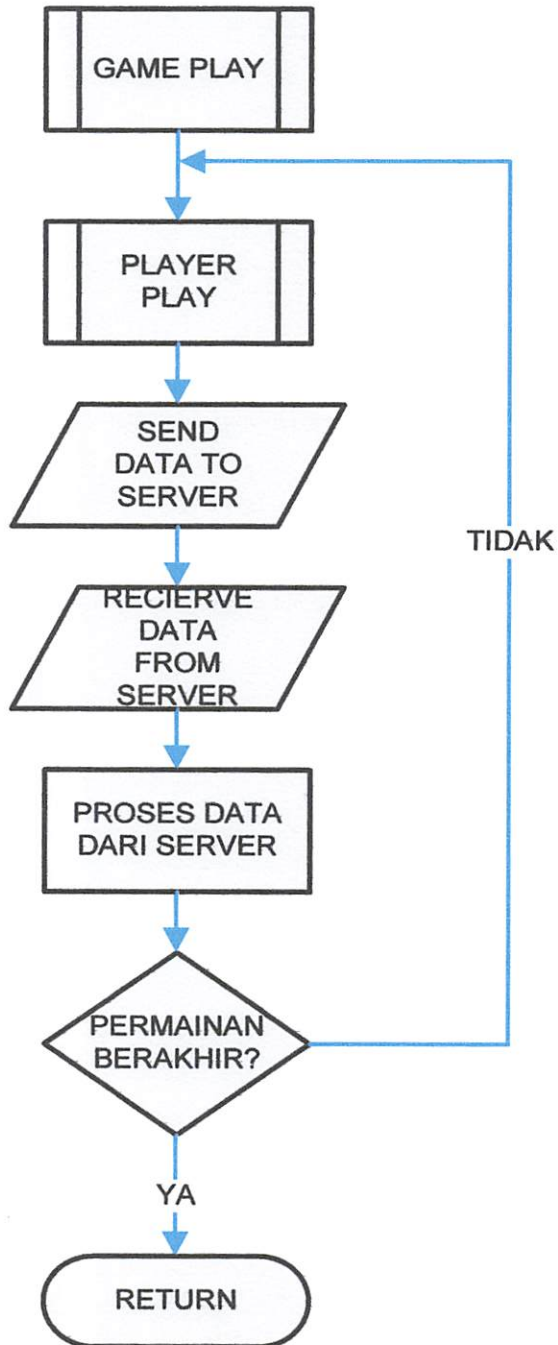 GAME PLAY
PLAYER
PLAY
SEND
DATA TO
SERVER
RECIERVE
DATA
FROM
SERVER
PROSES DATA
DARI SERVER
PERMAINAN
BERAKHIR?
TIDAK
YA
RETURN